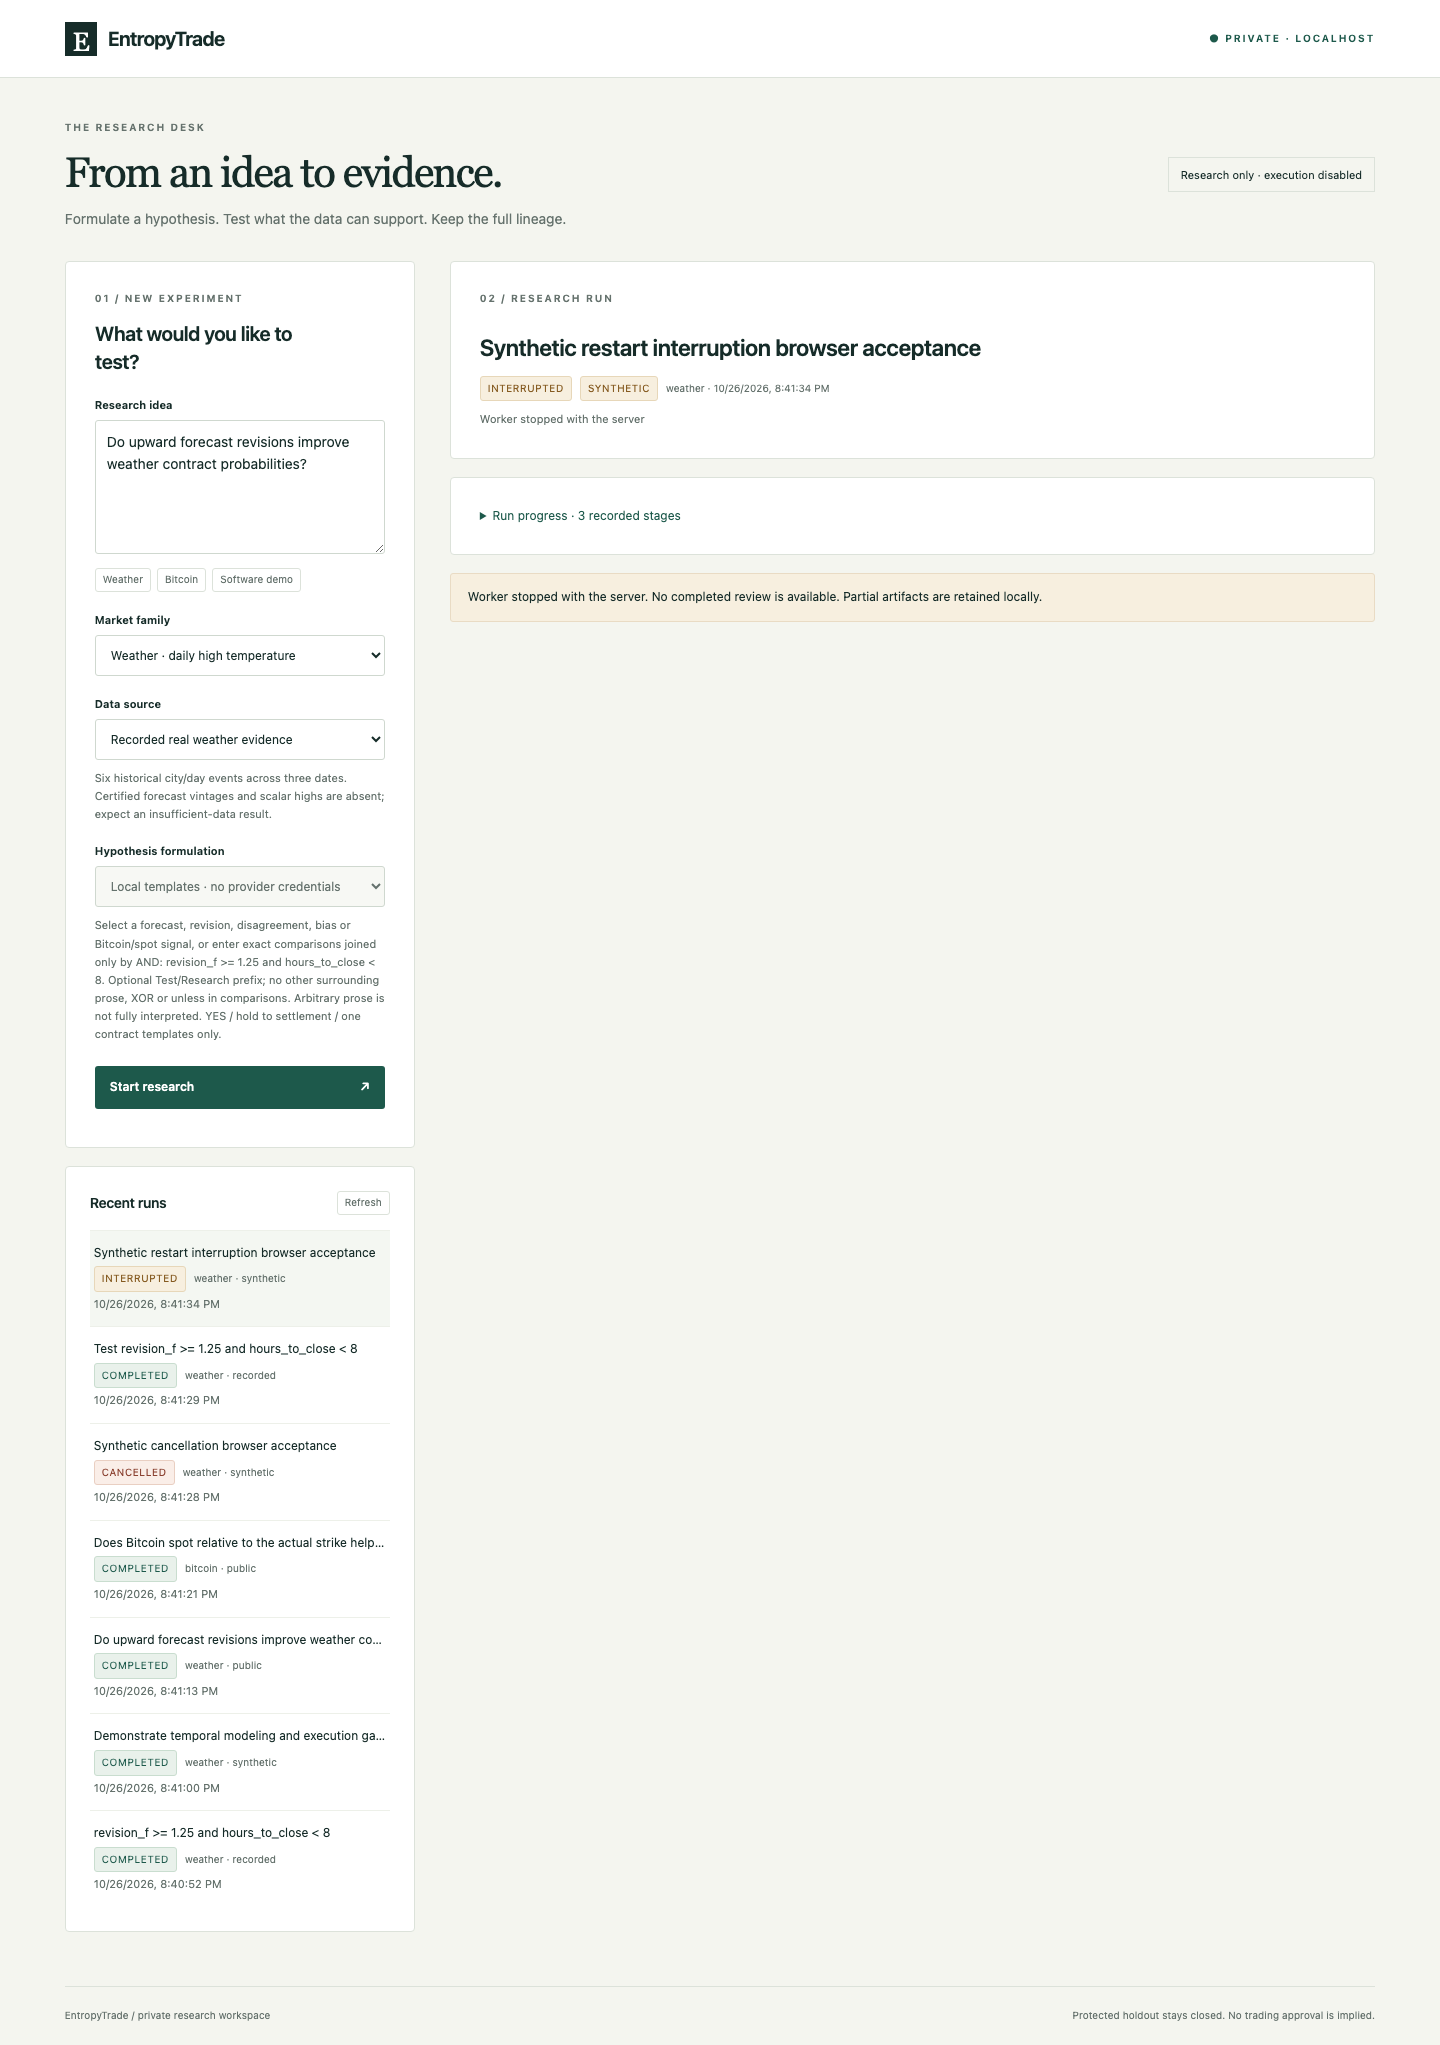 E EntropyTrade
PRIVATE · LOCALHOST
THE RESEARCH DESK
From an idea to evidence.
Research only · execution disabled
Formulate a hypothesis. Test what the data can support. Keep the full lineage.
01 / NEW EXPERIMENT
What would you like to
test?
Research idea
Do upward forecast revisions improve
weather contract probabilities?
Weather
Bitcoin
Software demo
Market family
Weather · daily high temperature
Data source
Recorded real weather evidence
Six historical city/day events across three dates.
Certified forecast vintages and scalar highs are absent;
expect an insufficient-data result.
Hypothesis formulation
Local templates · no provider credentials
Select a forecast, revision, disagreement, bias or
Bitcoin/spot signal, or enter exact comparisons joined
only by AND: revision_f >= 1.25 and hours_to_close <
8. Optional Test/Research prefix; no other surrounding
prose, XOR or unless in comparisons. Arbitrary prose is
not fully interpreted. YES / hold to settlement / one
contract templates only.
Start research ↗
02 / RESEARCH RUN
Synthetic restart interruption browser acceptance
INTERRUPTED SYNTHETIC weather · 10/26/2026, 8:41:34 PM
Worker stopped with the server
Run progress · 3 recorded stages
Worker stopped with the server. No completed review is available. Partial artifacts are retained locally.
Recent runs
Refresh
Synthetic restart interruption browser acceptance
INTERRUPTED weather · synthetic
10/26/2026, 8:41:34 PM
Test revision_f >= 1.25 and hours_to_close < 8
COMPLETED weather · recorded
10/26/2026, 8:41:29 PM
Synthetic cancellation browser acceptance
CANCELLED weather · synthetic
10/26/2026, 8:41:28 PM
Does Bitcoin spot relative to the actual strike help...
COMPLETED bitcoin · public
10/26/2026, 8:41:21 PM
Do upward forecast revisions improve weather co...
COMPLETED weather · public
10/26/2026, 8:41:13 PM
Demonstrate temporal modeling and execution ga...
COMPLETED weather · synthetic
10/26/2026, 8:41:00 PM
revision_f >= 1.25 and hours_to_close < 8
COMPLETED weather · recorded
10/26/2026, 8:40:52 PM
EntropyTrade / private research workspace
Protected holdout stays closed. No trading approval is implied.